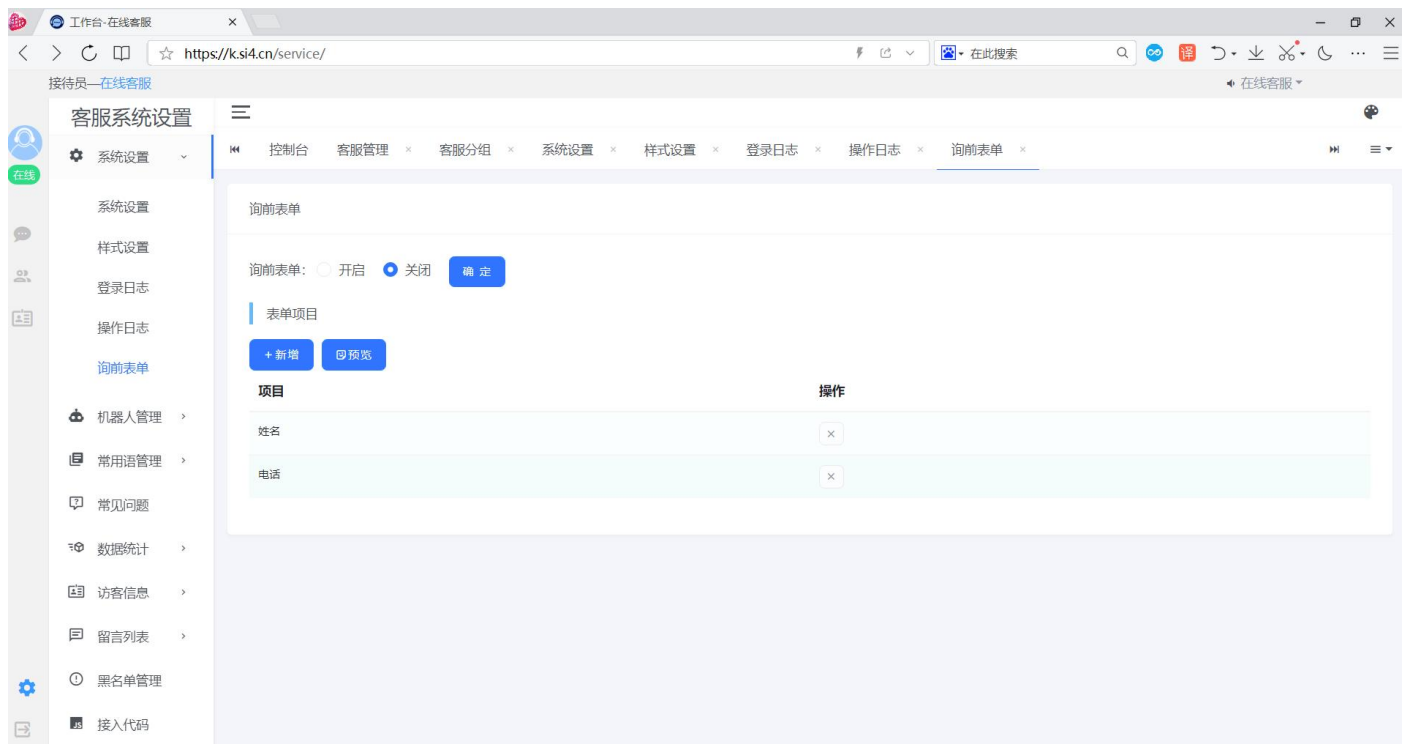 工作台-在线客服
https://k.si4.cn/service/
在此搜索
译
接待员—在线客服
在线客服
客服系统设置
在线
系统设置
控制台 客服管理 客服分组 系统设置 样式设置 登录日志 操作日志 询前表单
系统设置
样式设置
登录日志
操作日志
询前表单
机器人管理
常用语管理
常见问题
数据统计
访客信息
留言列表
黑名单管理
JS 接入代码
询前表单
询前表单: 开启 关闭 确定
表单项目
+新增 预览
项目 操作
姓名
电话